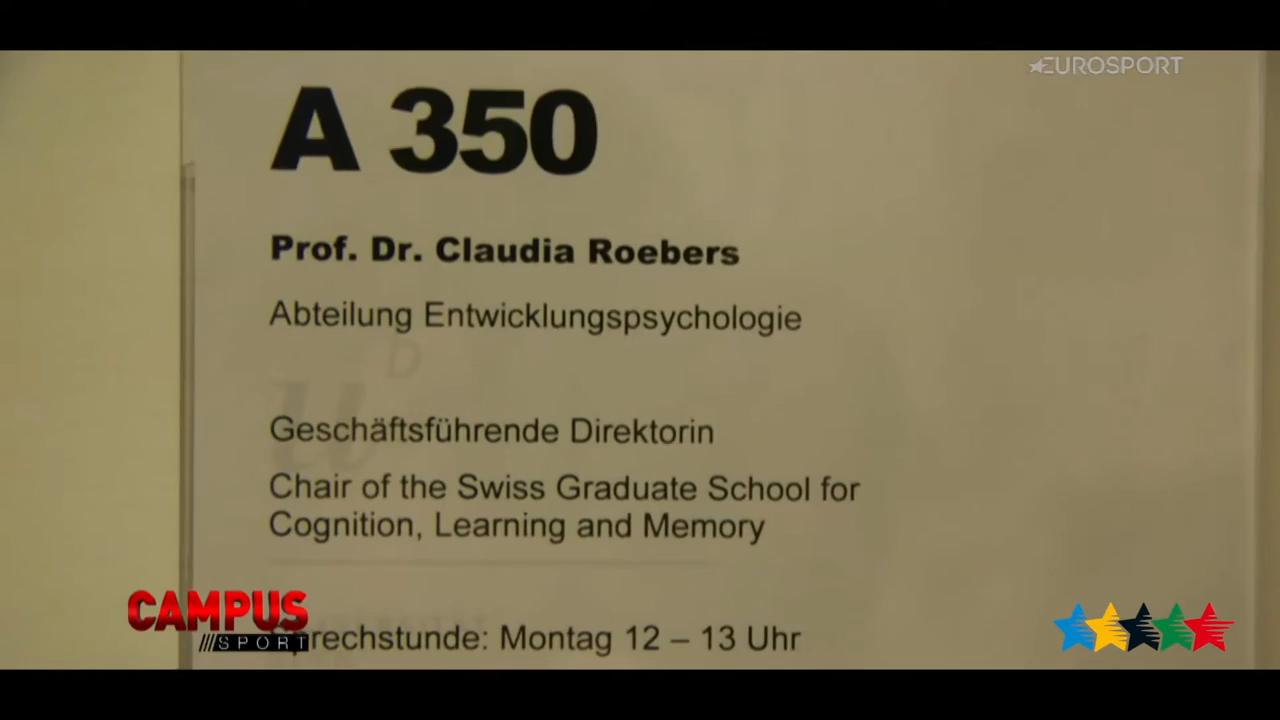 EUROSPORT
A 350
Prof. Dr. Claudia Roebers
Abteilung Entwicklungspsychologie
u
D
Geschäftsführende Direktorin
Chair of the Swiss Graduate School for
Cognition, Learning and Memory
Sprechstunde: Montag 12 – 13 Uhr
CAMPUS
///SPORT